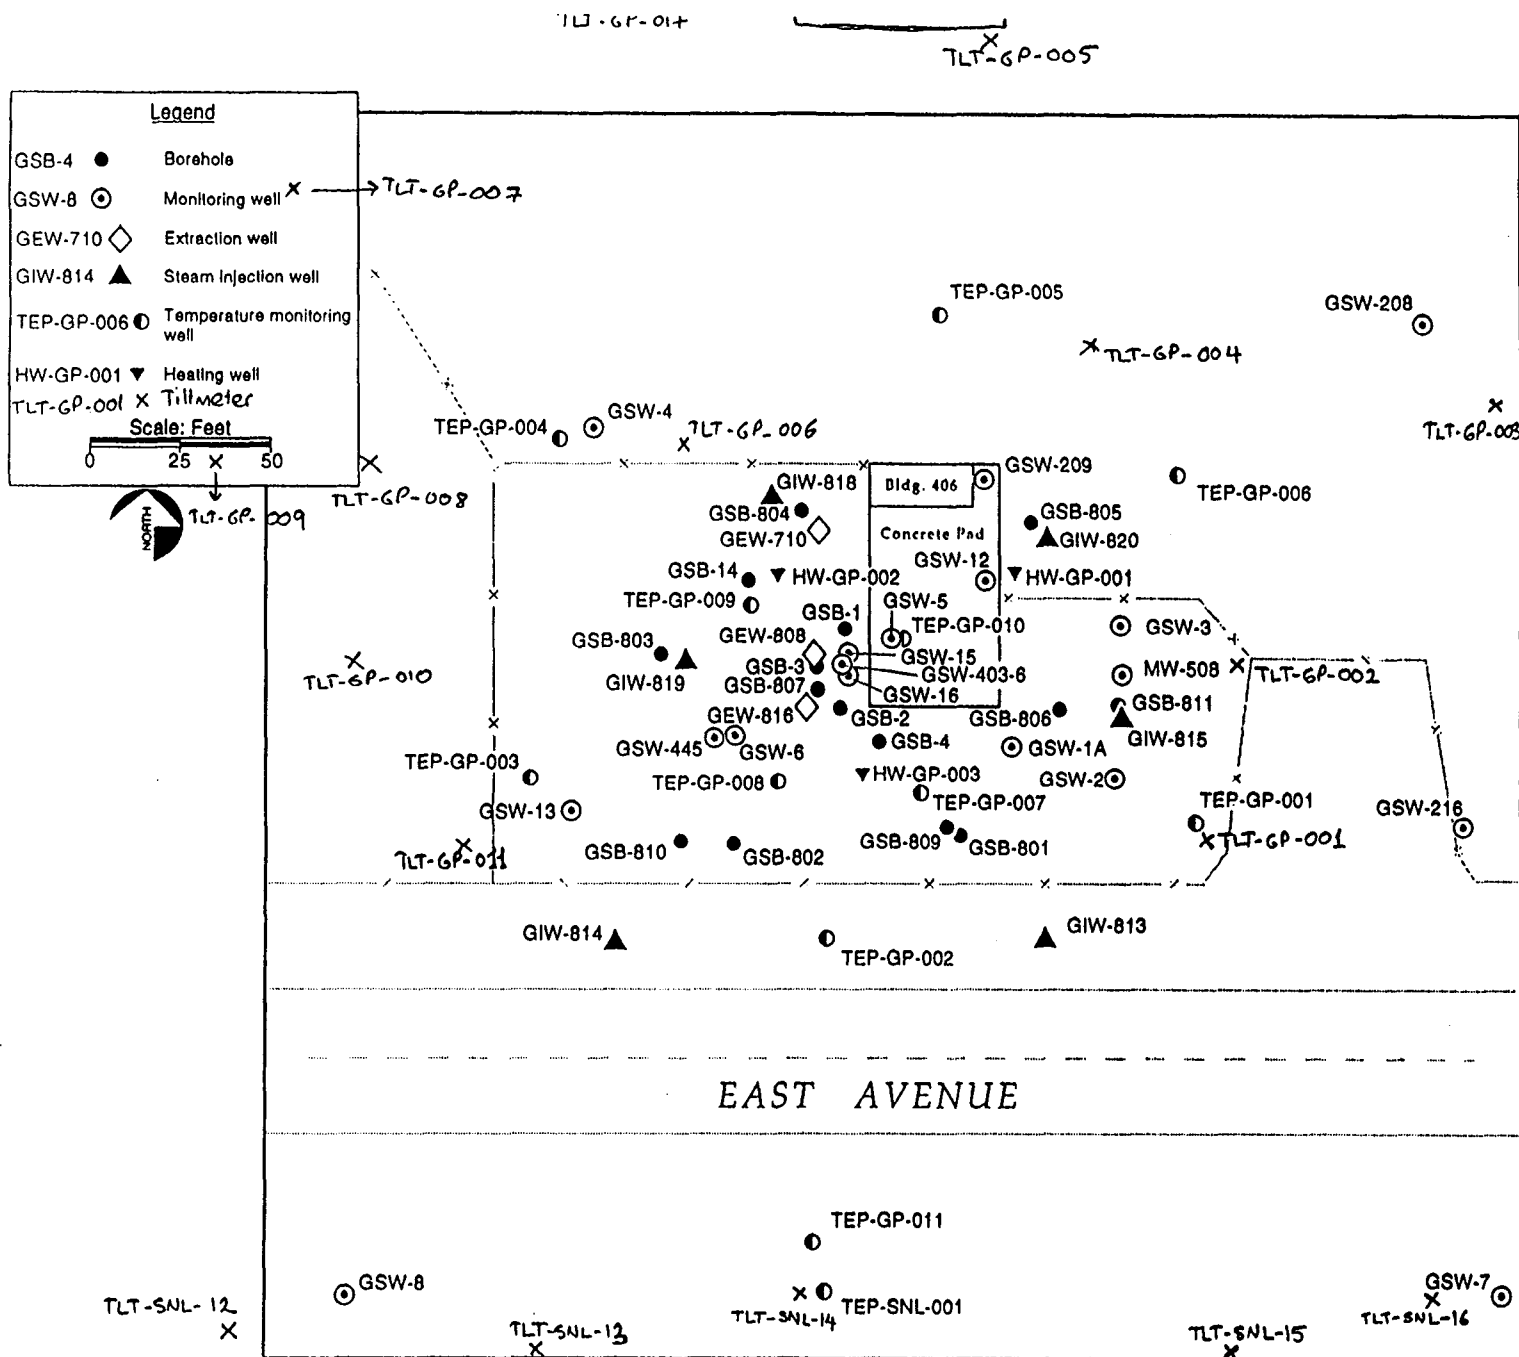 TLT-GP-017
TLT-GP-005
Legend
GSB-4 Borehole
GSW-8 Monitoring well
TLT-GP-007
GEW-710 Extraction well
GIW-814 Steam injection well
TEP-GP-006 Temperature monitoring
well
HW-GP-001 Heating well
TLT-GP-001 X Tiltmeter
Scale: Feet
0 25 50
NORTH
TLT-GP-009
TLT-GP-008
TEP-GP-005
GSW-208
TLT-GP-004
TLT-GP-003
TEP-GP-004
GSW-4
TLT-GP-006
GSW-209
TEP-GP-006
GIW-818
Bldg. 406
GSB-804
GSB-805
GEW-710
Concrete Pad
GIW-820
GSW-12
GSB-14
HW-GP-002
HW-GP-001
TEP-GP-009
GSW-5
GSB-1
TEP-GP-010
GSW-3
GEW-808
GSB-803
GSW-15
GSB-3
GSW-403-6
MW-508
TLT-GP-002
TLT-GP-010
GIW-819
GSB-807
GSW-16
GSB-811
GEW-816
GSB-2
GSB-806
GIW-815
GSW-445
GSW-6
GSB-4
GSW-1A
TEP-GP-003
TEP-GP-008
HW-GP-003
GSW-2
TEP-GP-007
TEP-GP-001
GSW-216
GSW-13
GSB-809
GSB-801
TLT-GP-001
TLT-GP-011
GSB-810
GSB-802
GIW-814
GIW-813
TEP-GP-002
EAST AVENUE
TEP-GP-011
GSW-8
GSW-7
TLT-SNL-12
TLT-SNL-14
TEP-SNL-001
TLT-SNL-16
TLT-SNL-13
TLT-SNL-15